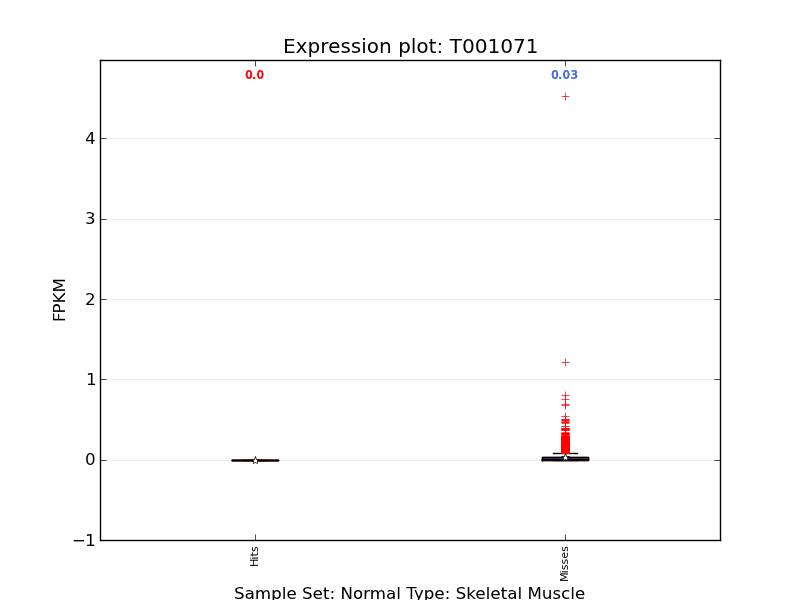 Expression plot: T001071
0.0
0.03
4
3
2
1
0
−1
FPKM
Hits
Misses
Sample Set: Normal Type: Skeletal Muscle